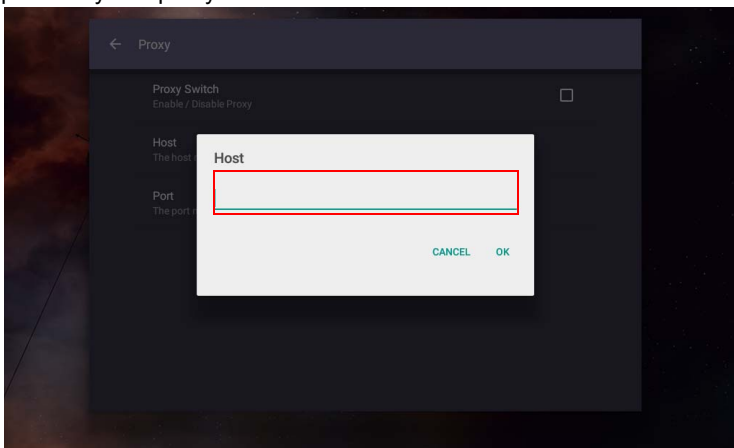 Proxy
Proxy Switch
Enable / Disable Proxy
Host
The host
Host
Port
The port
CANCEL OK